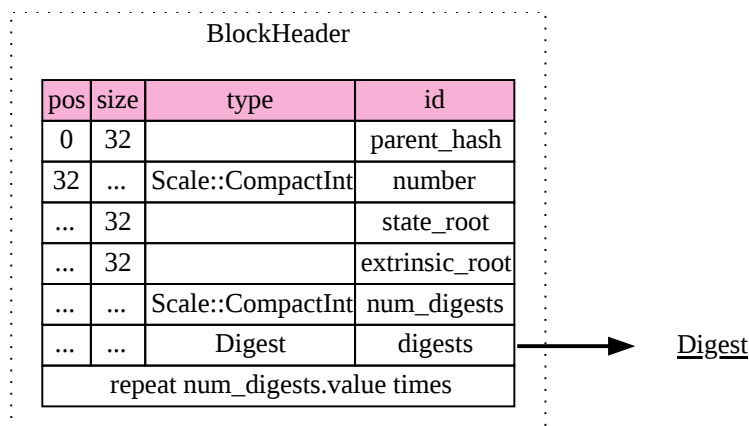 BlockHeader
pos size type id
0 32 parent_hash
32 ... Scale::CompactInt number
... 32 state_root
... 32 extrinsic_root
... ... Scale::CompactInt num_digests
... ... Digest digests Digest
repeat num_digests.value times